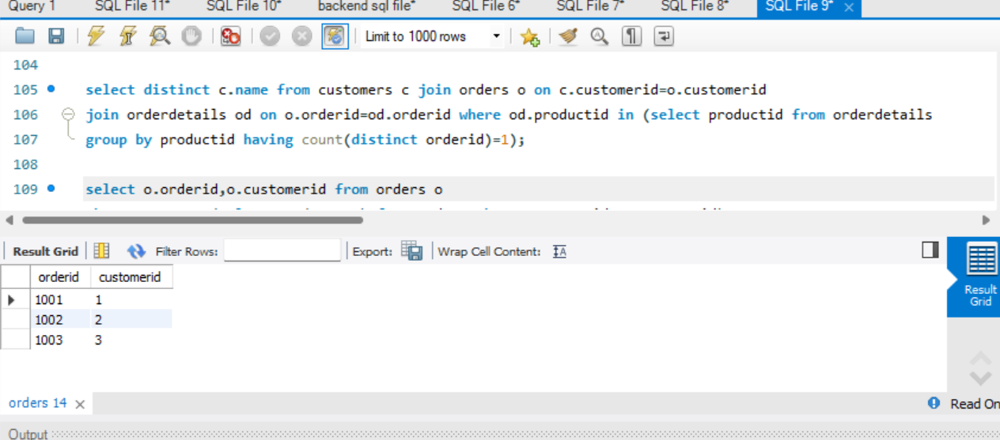 Query 1 SQL File 11* SQL File 10* backend sql file* SQL File 6* SQL File 7* SQL File 8* SQL File 9*
Limit to 1000 rows
104
105 select distinct c.name from customers c join orders o on c.customerid=o.customerid
106 join orderdetails od on o.orderid=od.orderid where od.productid in (select productid from orderdetails
107 group by productid having count(distinct orderid)=1);
108
109 select o.orderid,o.customerid from orders o
Result Grid Filter Rows: Export: Wrap Cell Content: IA
orderid customerid
1001 1
1002 2
1003 3
Result
Grid
orders 14 Read On
Output